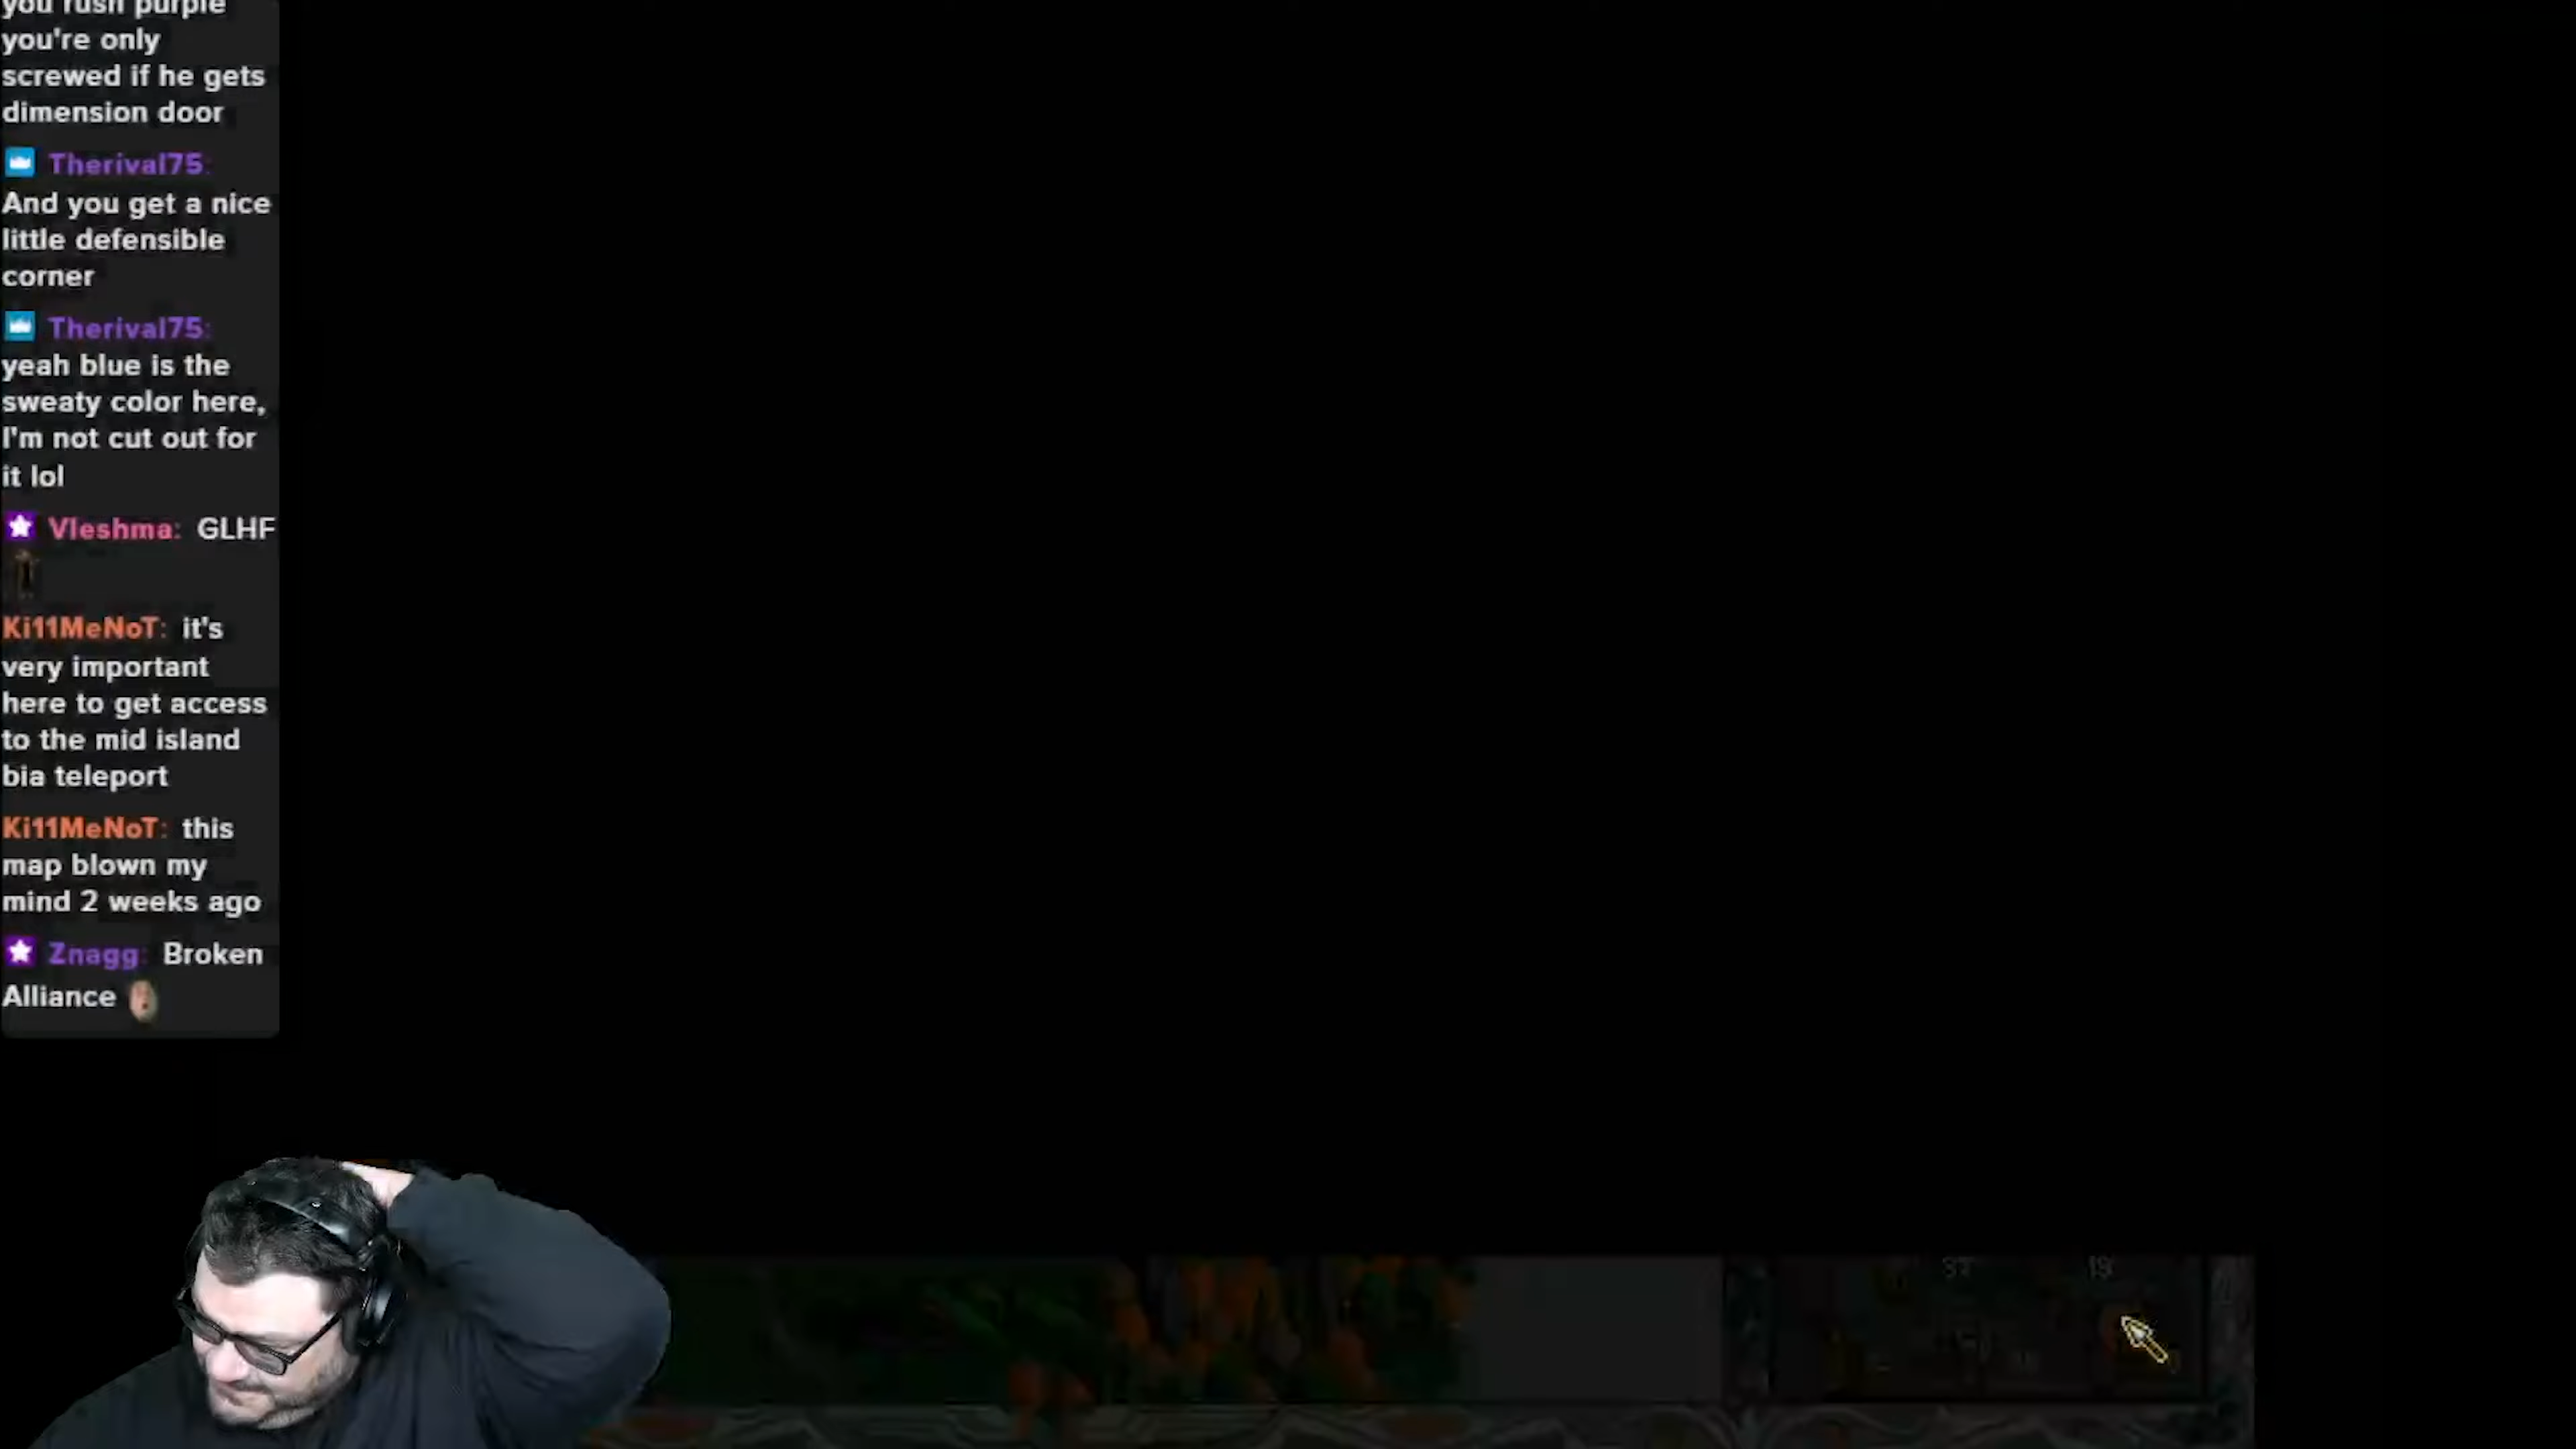 you rush purple
you're only
screwed if he gets
dimension door
Therival75:
And you get a nice
little defensible
corner
Therival75:
yeah blue is the
sweaty color here,
I'm not cut out for
it lol
Vleshma: GLHF
Ki11MeNoT: it's
very important
here to get access
to the mid island
bia teleport
Ki11MeNoT: this
map blown my
mind 2 weeks ago
Znagg: Broken
Alliance